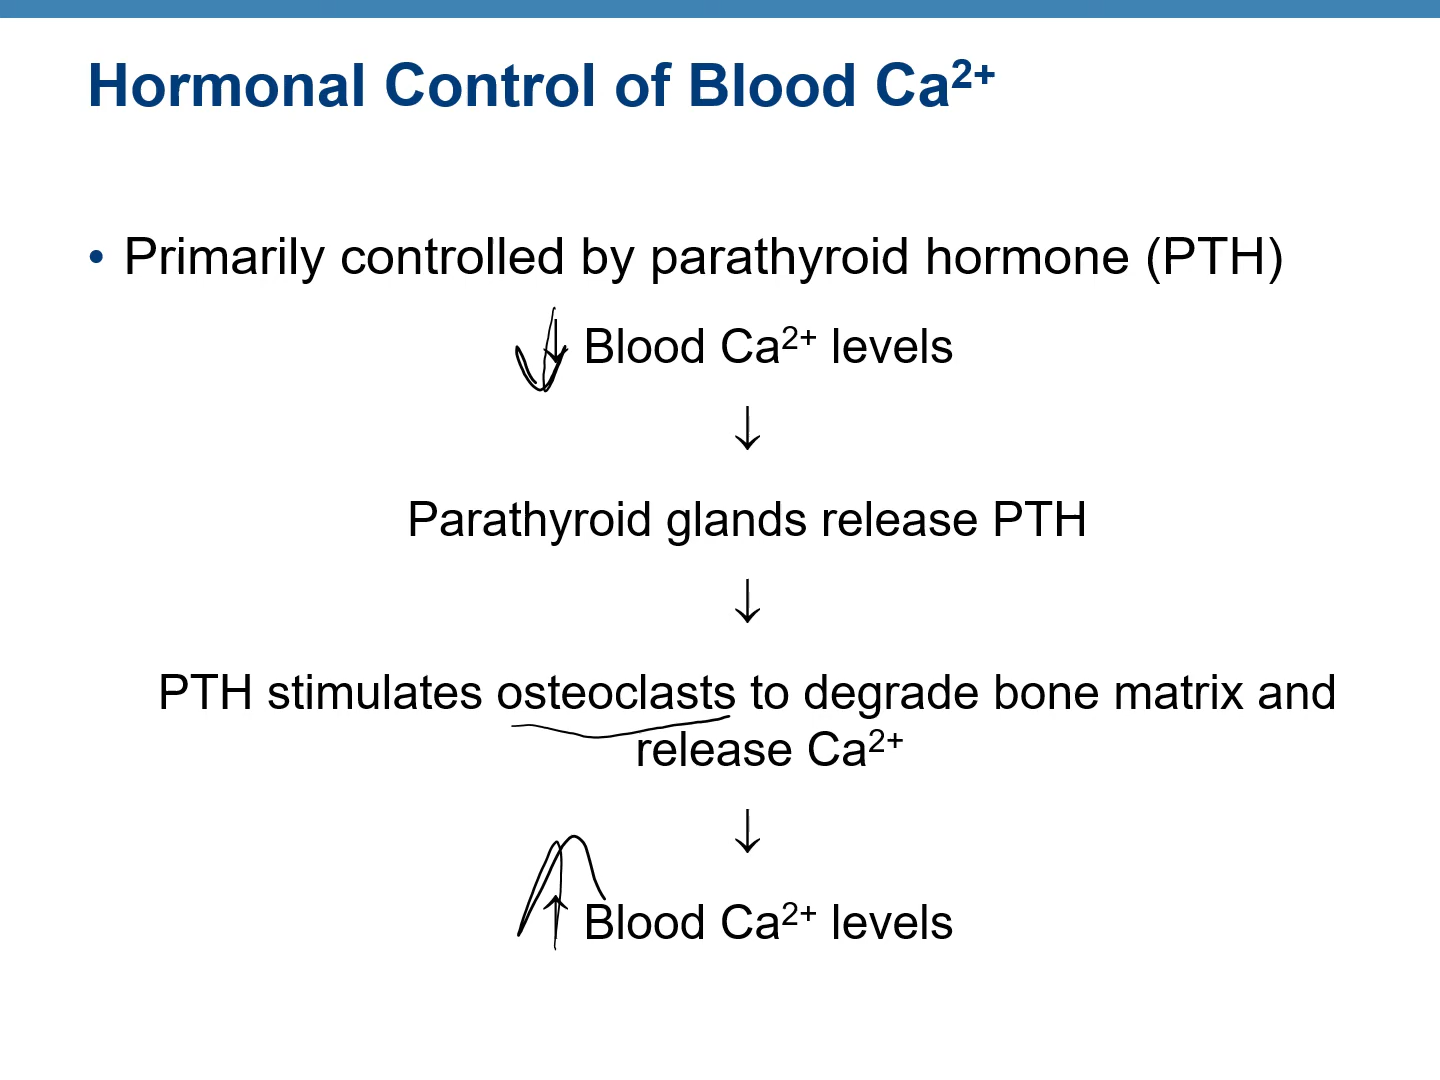 Hormonal Control of Blood Ca²⁺
• Primarily controlled by parathyroid hormone (PTH)
↓ Blood Ca²⁺ levels
↓
Parathyroid glands release PTH
↓
PTH stimulates osteoclasts to degrade bone matrix and
release Ca²⁺
↓
↑ Blood Ca²⁺ levels